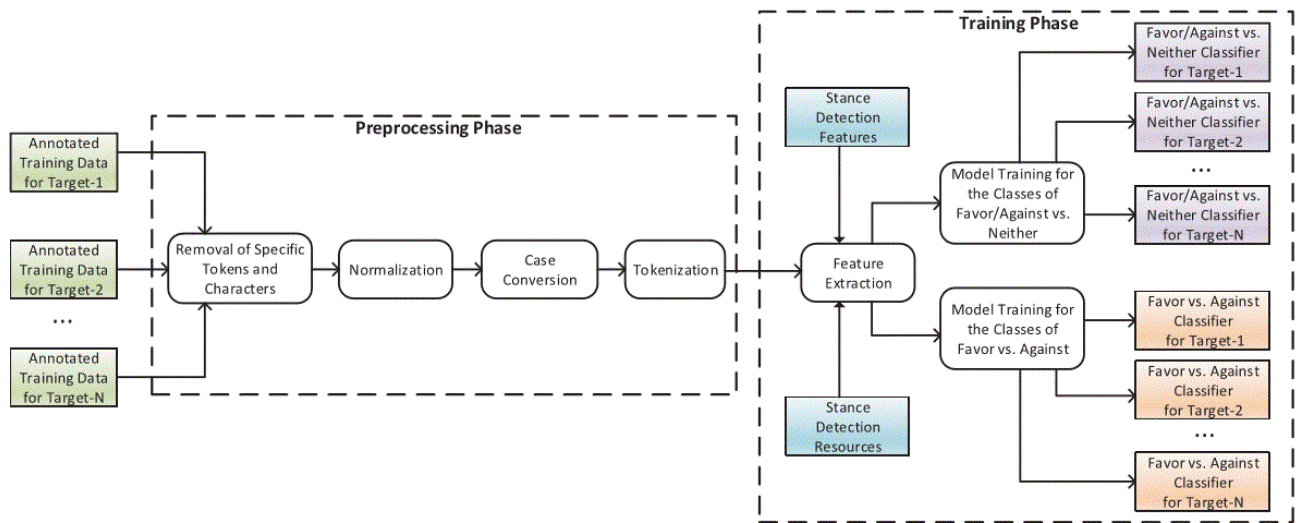 Preprocessing Phase
Annotated
Training Data
for Target-1
Annotated
Training Data
for Target-2
...
Annotated
Training Data
for Target-N
Removal of Specific
Tokens and
Characters
Normalization
Case
Conversion
Tokenization
Training Phase
Stance
Detection
Features
Feature
Extraction
Stance
Detection
Resources
Model Training for
the Classes of
Favor/Against vs.
Neither
Model Training for
the Classes of
Favor vs. Against
Favor/Against vs.
Neither Classifier
for Target-1
Favor/Against vs.
Neither Classifier
for Target-2
...
Favor/Against vs.
Neither Classifier
for Target-N
Favor vs. Against
Classifier
for Target-1
Favor vs. Against
Classifier
for Target-2
...
Favor vs. Against
Classifier
for Target-N